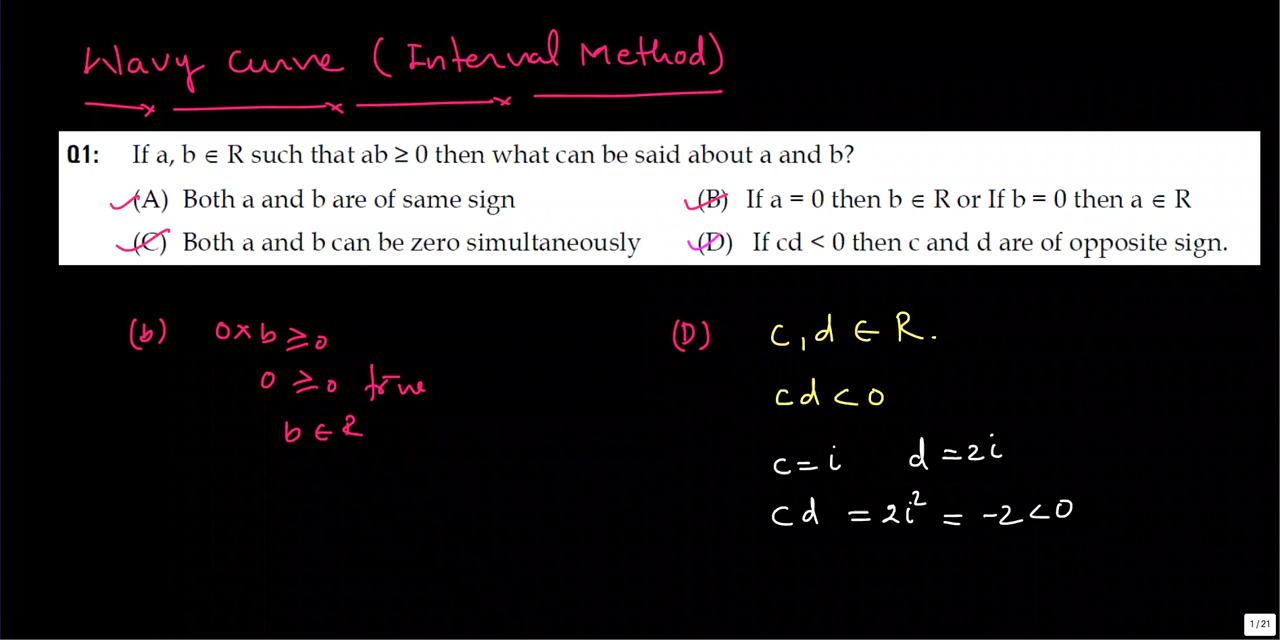 Wavy Curve (Interval Method)
Q1: If a, b ∈ R such that ab ≥ 0 then what can be said about a and b?
(A) Both a and b are of same sign
(B) If a = 0 then b ∈ R or If b = 0 then a ∈ R
(C) Both a and b can be zero simultaneously
(D) If cd < 0 then c and d are of opposite sign.
(b) 0 × b ≥ 0
0 ≥ 0 true
b ∈ R
(D) c, d ∈ R.
cd < 0
c = i d = 2i
cd = 2i² = -2 < 0
1 / 21